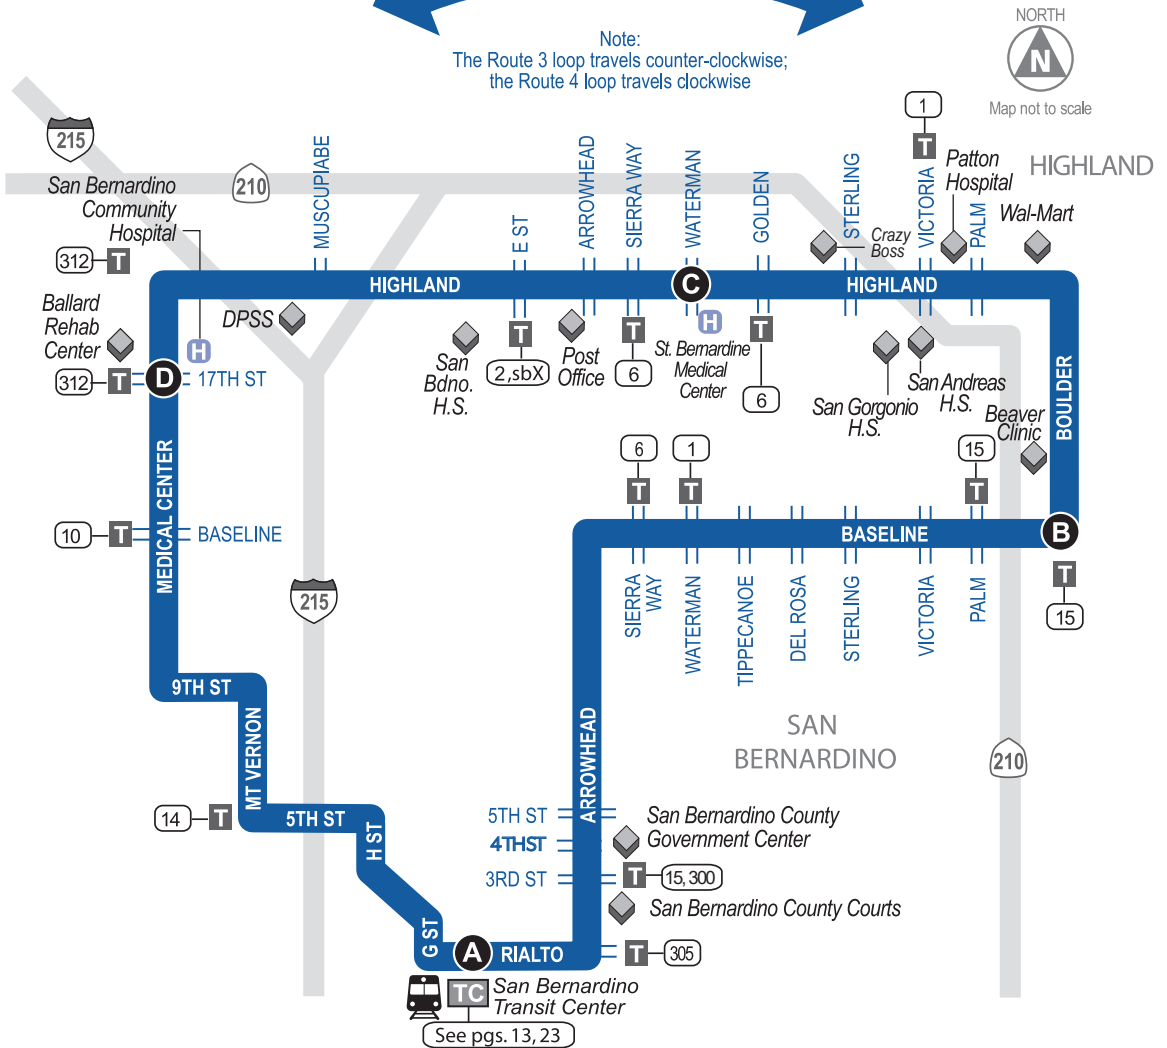 Note:
The Route 3 loop travels counter-clockwise;
the Route 4 loop travels clockwise
NORTH
N
Map not to scale
215
210
San Bernardino
Community
Hospital
MUSCUPIABE
E ST
ARROWHEAD
SIERRA WAY
WATERMAN
GOLDEN
STERLING
1
T
VICTORIA
Patton
Hospital
PALM
HIGHLAND
Wal-Mart
Crazy
Boss
312
T
HIGHLAND
C
HIGHLAND
Ballard
Rehab
Center
DPSS
H
San
Bdno.
H.S.
T
2,sbX
Post
Office
T
6
H
St. Bernardine
Medical
Center
T
6
San Gorgonio
H.S.
San Andreas
H.S.
Beaver
Clinic
BOULDER
312
T
D
17TH ST
MEDICAL CENTER
6
T
1
T
15
T
10
T
BASELINE
BASELINE
B
T
15
215
SIERRA
WAY
WATERMAN
TIPPECANOE
DEL ROSA
STERLING
VICTORIA
PALM
9TH ST
MT VERNON
ARROWHEAD
SAN
BERNARDINO
210
14
T
5TH ST
H ST
5TH ST
4THST
3RD ST
San Bernardino County
Government Center
T
15, 300
San Bernardino County Courts
G ST
A
RIALTO
T
305
TC
San Bernardino
Transit Center
See pgs. 13, 23